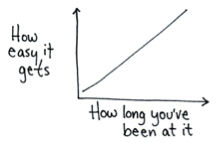 How
easy it
gets
How long you've
been at it